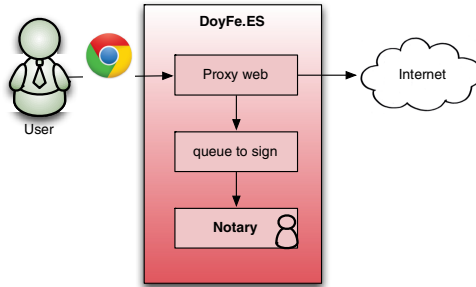 DoyFe.ES
Proxy web
Internet
User
queue to sign
Notary